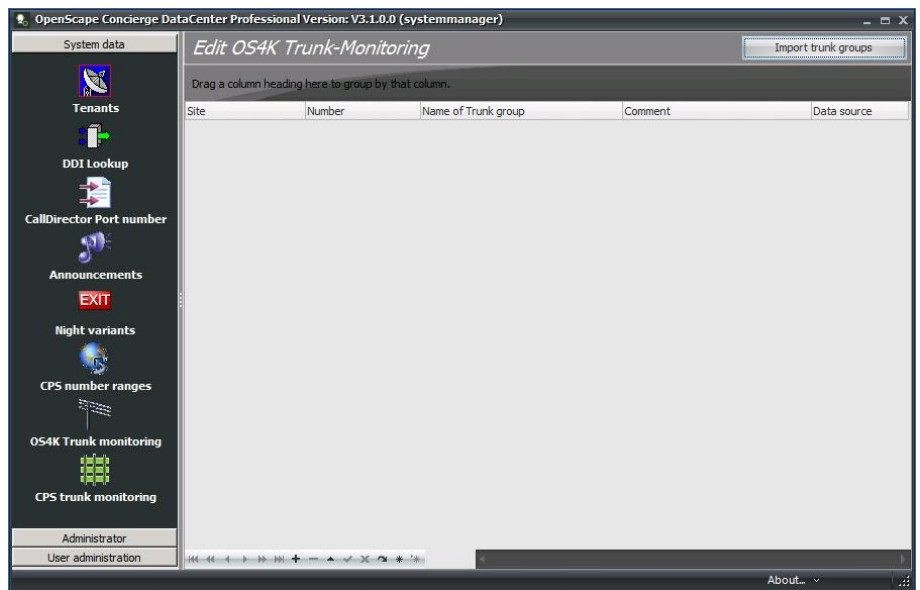 OpenScape Concierge DataCenter Professional Version: V3.1.0.0 (systemmanager)
System data
Edit OS4K Trunk-Monitoring
Import trunk groups
Drag a column heading here to group by that column.
Site Number Name of Trunk group Comment Data source
Tenants
DDI Lookup
CallDirector Port number
Announcements
EXIT
Night variants
CPS number ranges
OS4K Trunk monitoring
CPS trunk monitoring
Administrator
User administration
About...